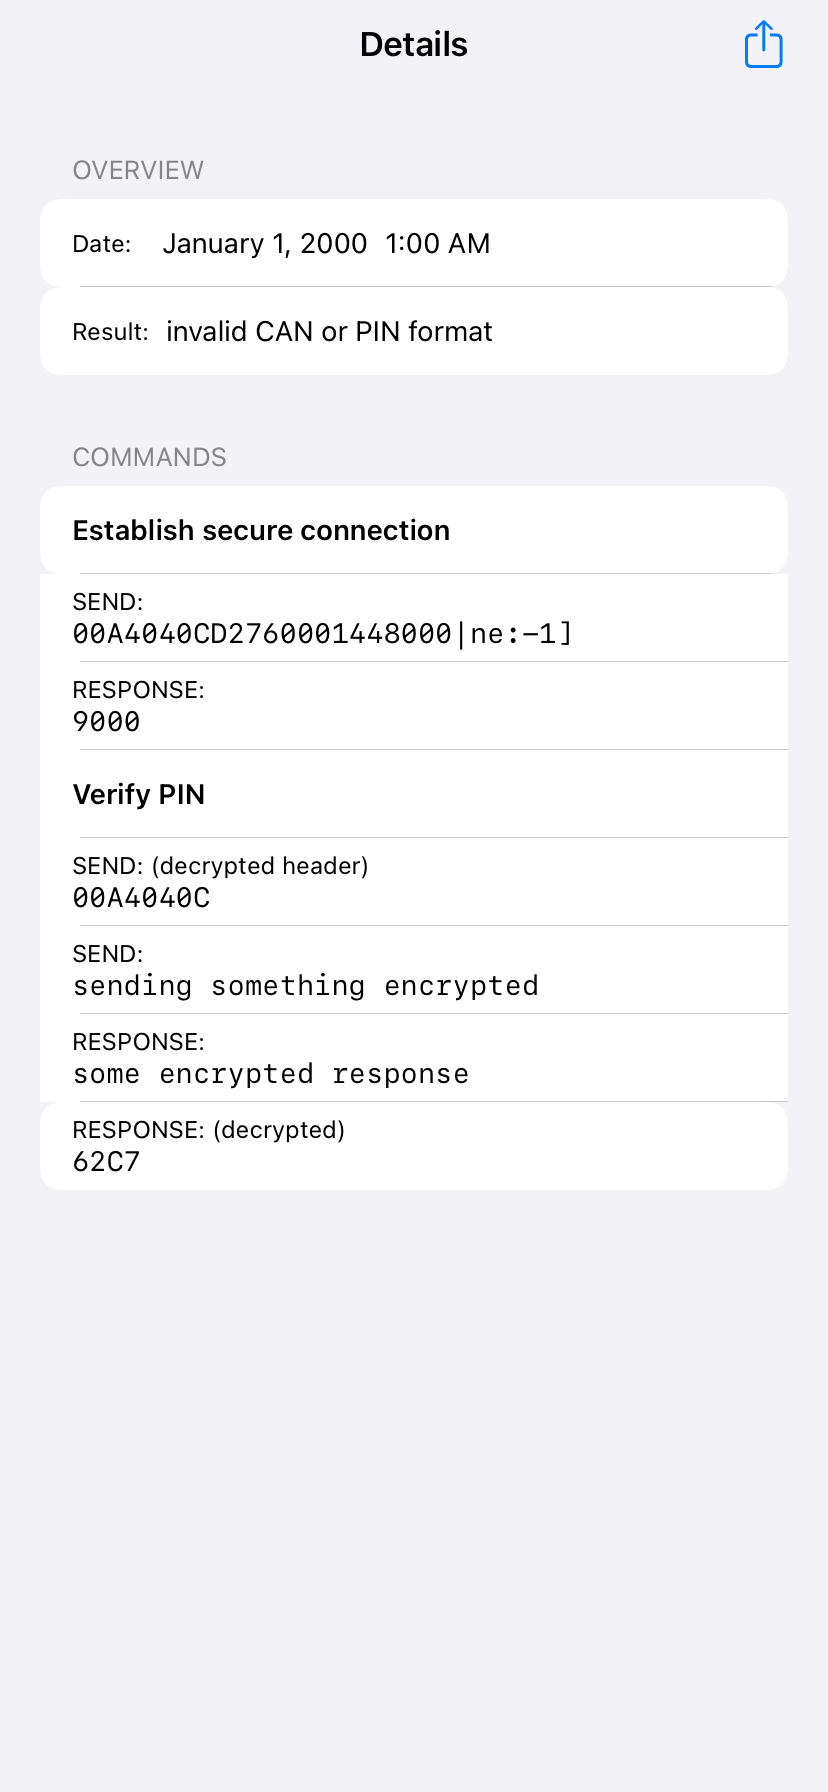 Details
OVERVIEW
Date: January 1, 2000 1:00 AM
Result: invalid CAN or PIN format
COMMANDS
Establish secure connection
SEND:
00A4040CD2760001448000|ne:-1]
RESPONSE:
9000
Verify PIN
SEND: (decrypted header)
00A4040C
SEND:
sending something encrypted
RESPONSE:
some encrypted response
RESPONSE: (decrypted)
62C7